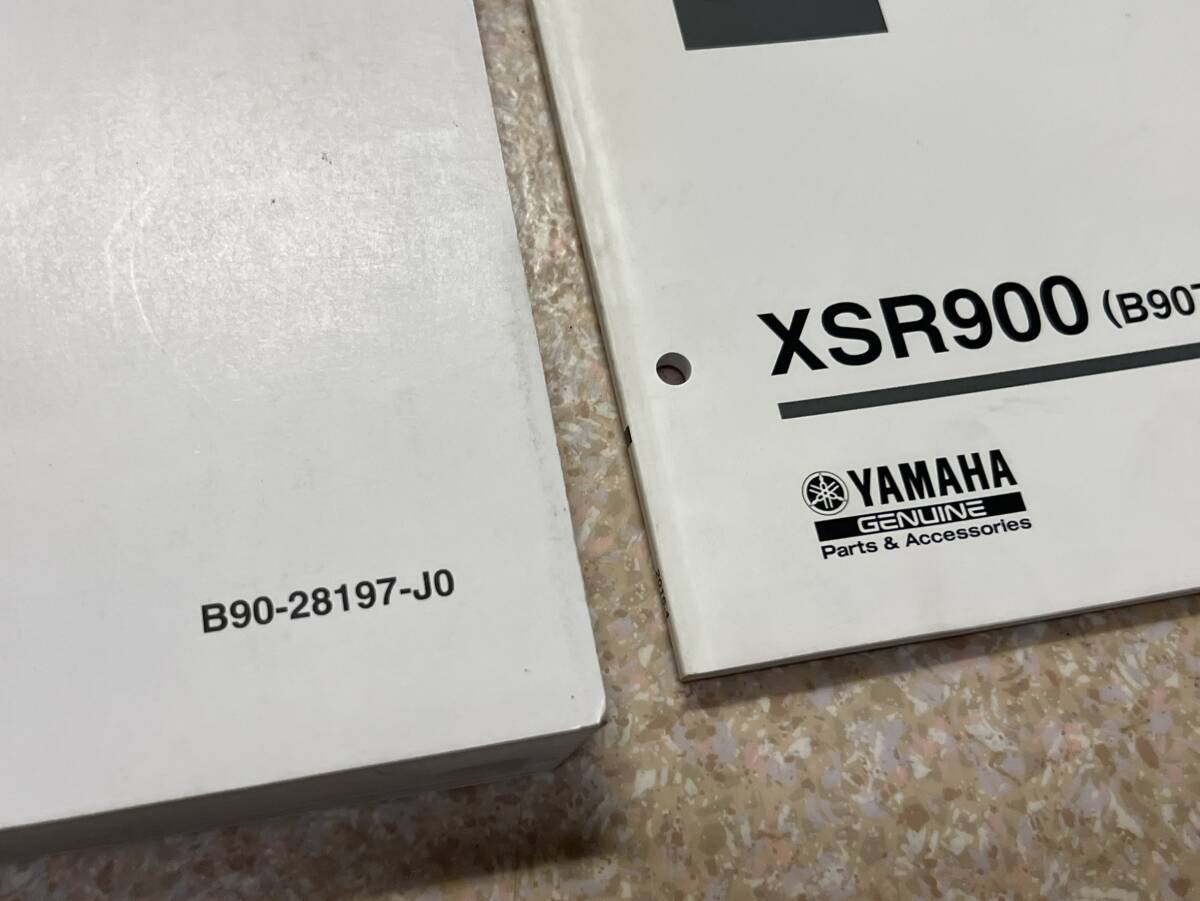 B90-28197-J0
XSR900 (B90
YAMAHA
GENUINE
Parts & Accessories